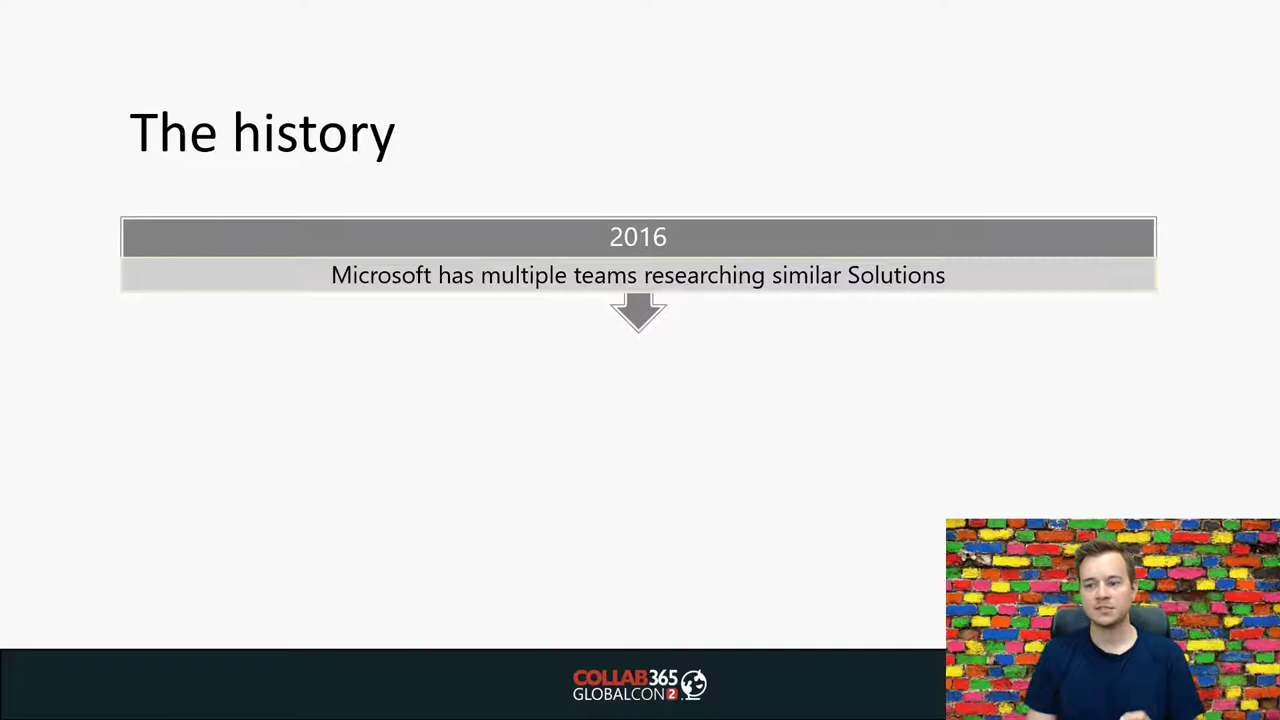 The history
2016
Microsoft has multiple teams researching similar Solutions
COLLAB365
GLOBALCON2